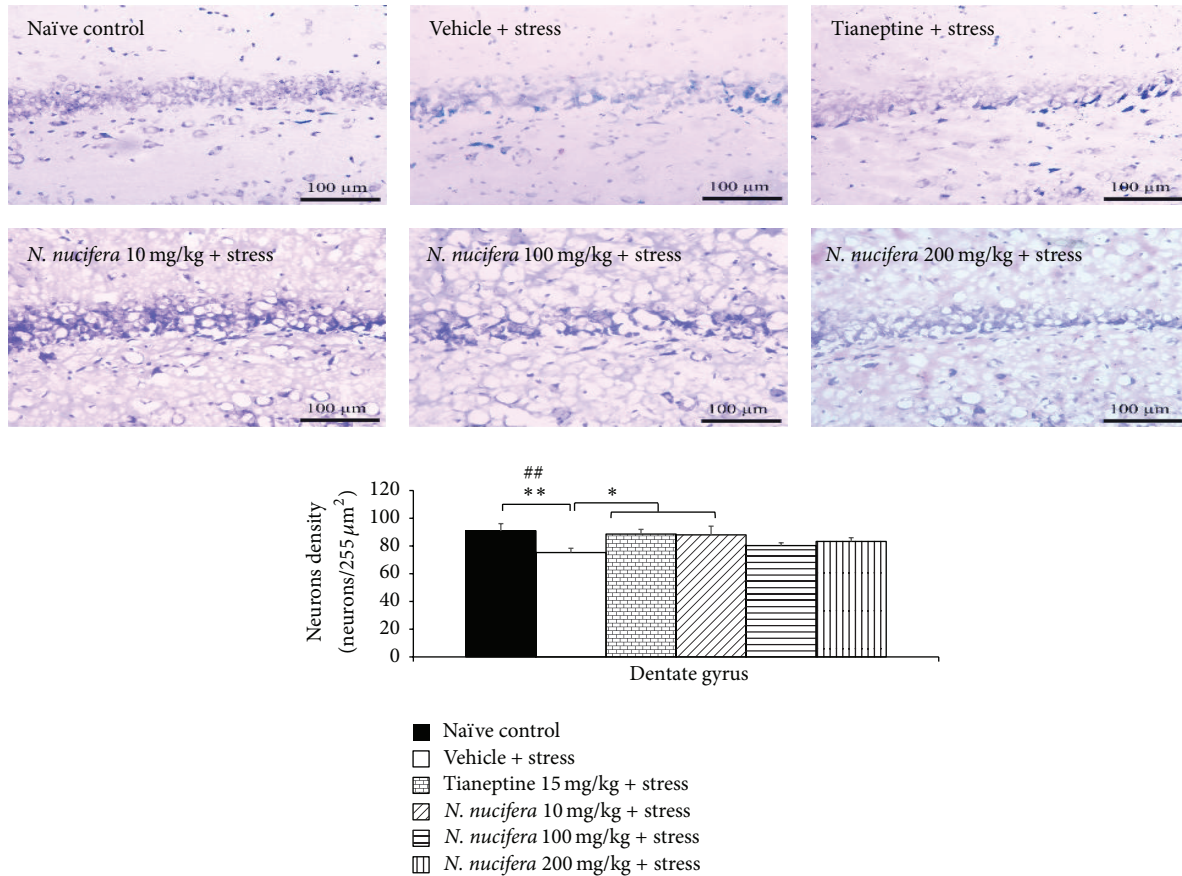 Naïve control
Vehicle + stress
Tianeptine + stress
100 µm
100 µm
100 µm
N. nucifera 10 mg/kg + stress
N. nucifera 100 mg/kg + stress
N. nucifera 200 mg/kg + stress
100 µm
100 µm
100 µm
##
** *
120
100
80
60
40
20
0
Neurons density
(neurons/255 µm²)
Dentate gyrus
Naïve control
Vehicle + stress
Tianeptine 15 mg/kg + stress
N. nucifera 10 mg/kg + stress
N. nucifera 100 mg/kg + stress
N. nucifera 200 mg/kg + stress